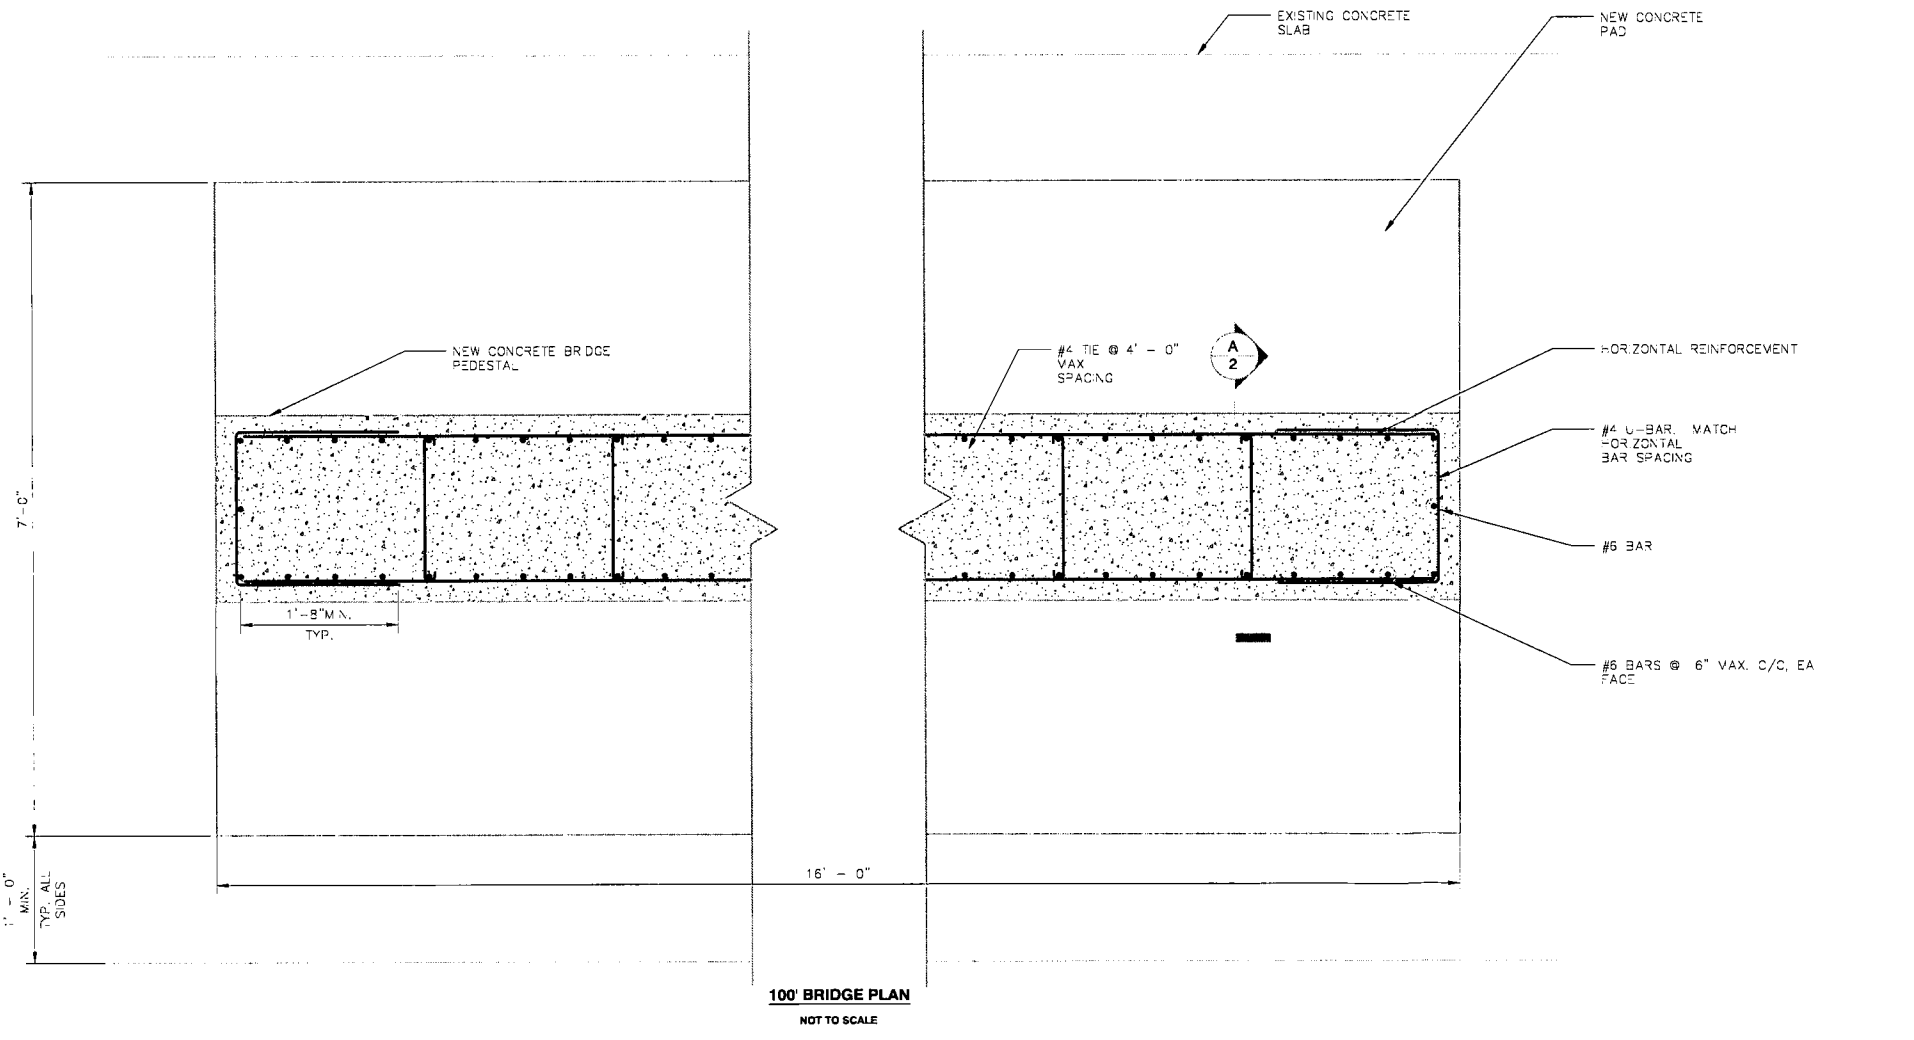 EXISTING CONCRETE
SLAB
NEW CONCRETE
PAD
NEW CONCRETE BRIDGE
PEDESTAL
#4 TIE @ 4' - 0"
MAX
SPACING
A
2
HORIZONTAL REINFORCEMENT
#4 U-BAR. MATCH
HORIZONTAL
BAR SPACING
#6 BAR
#6 BARS @ 6" MAX. C/C, EA
FACE
7'-0"
1'-8"MIN.
TYP.
16' - 0"
1' - 0"
MIN.
TYP. ALL
SIDES
100' BRIDGE PLAN
NOT TO SCALE